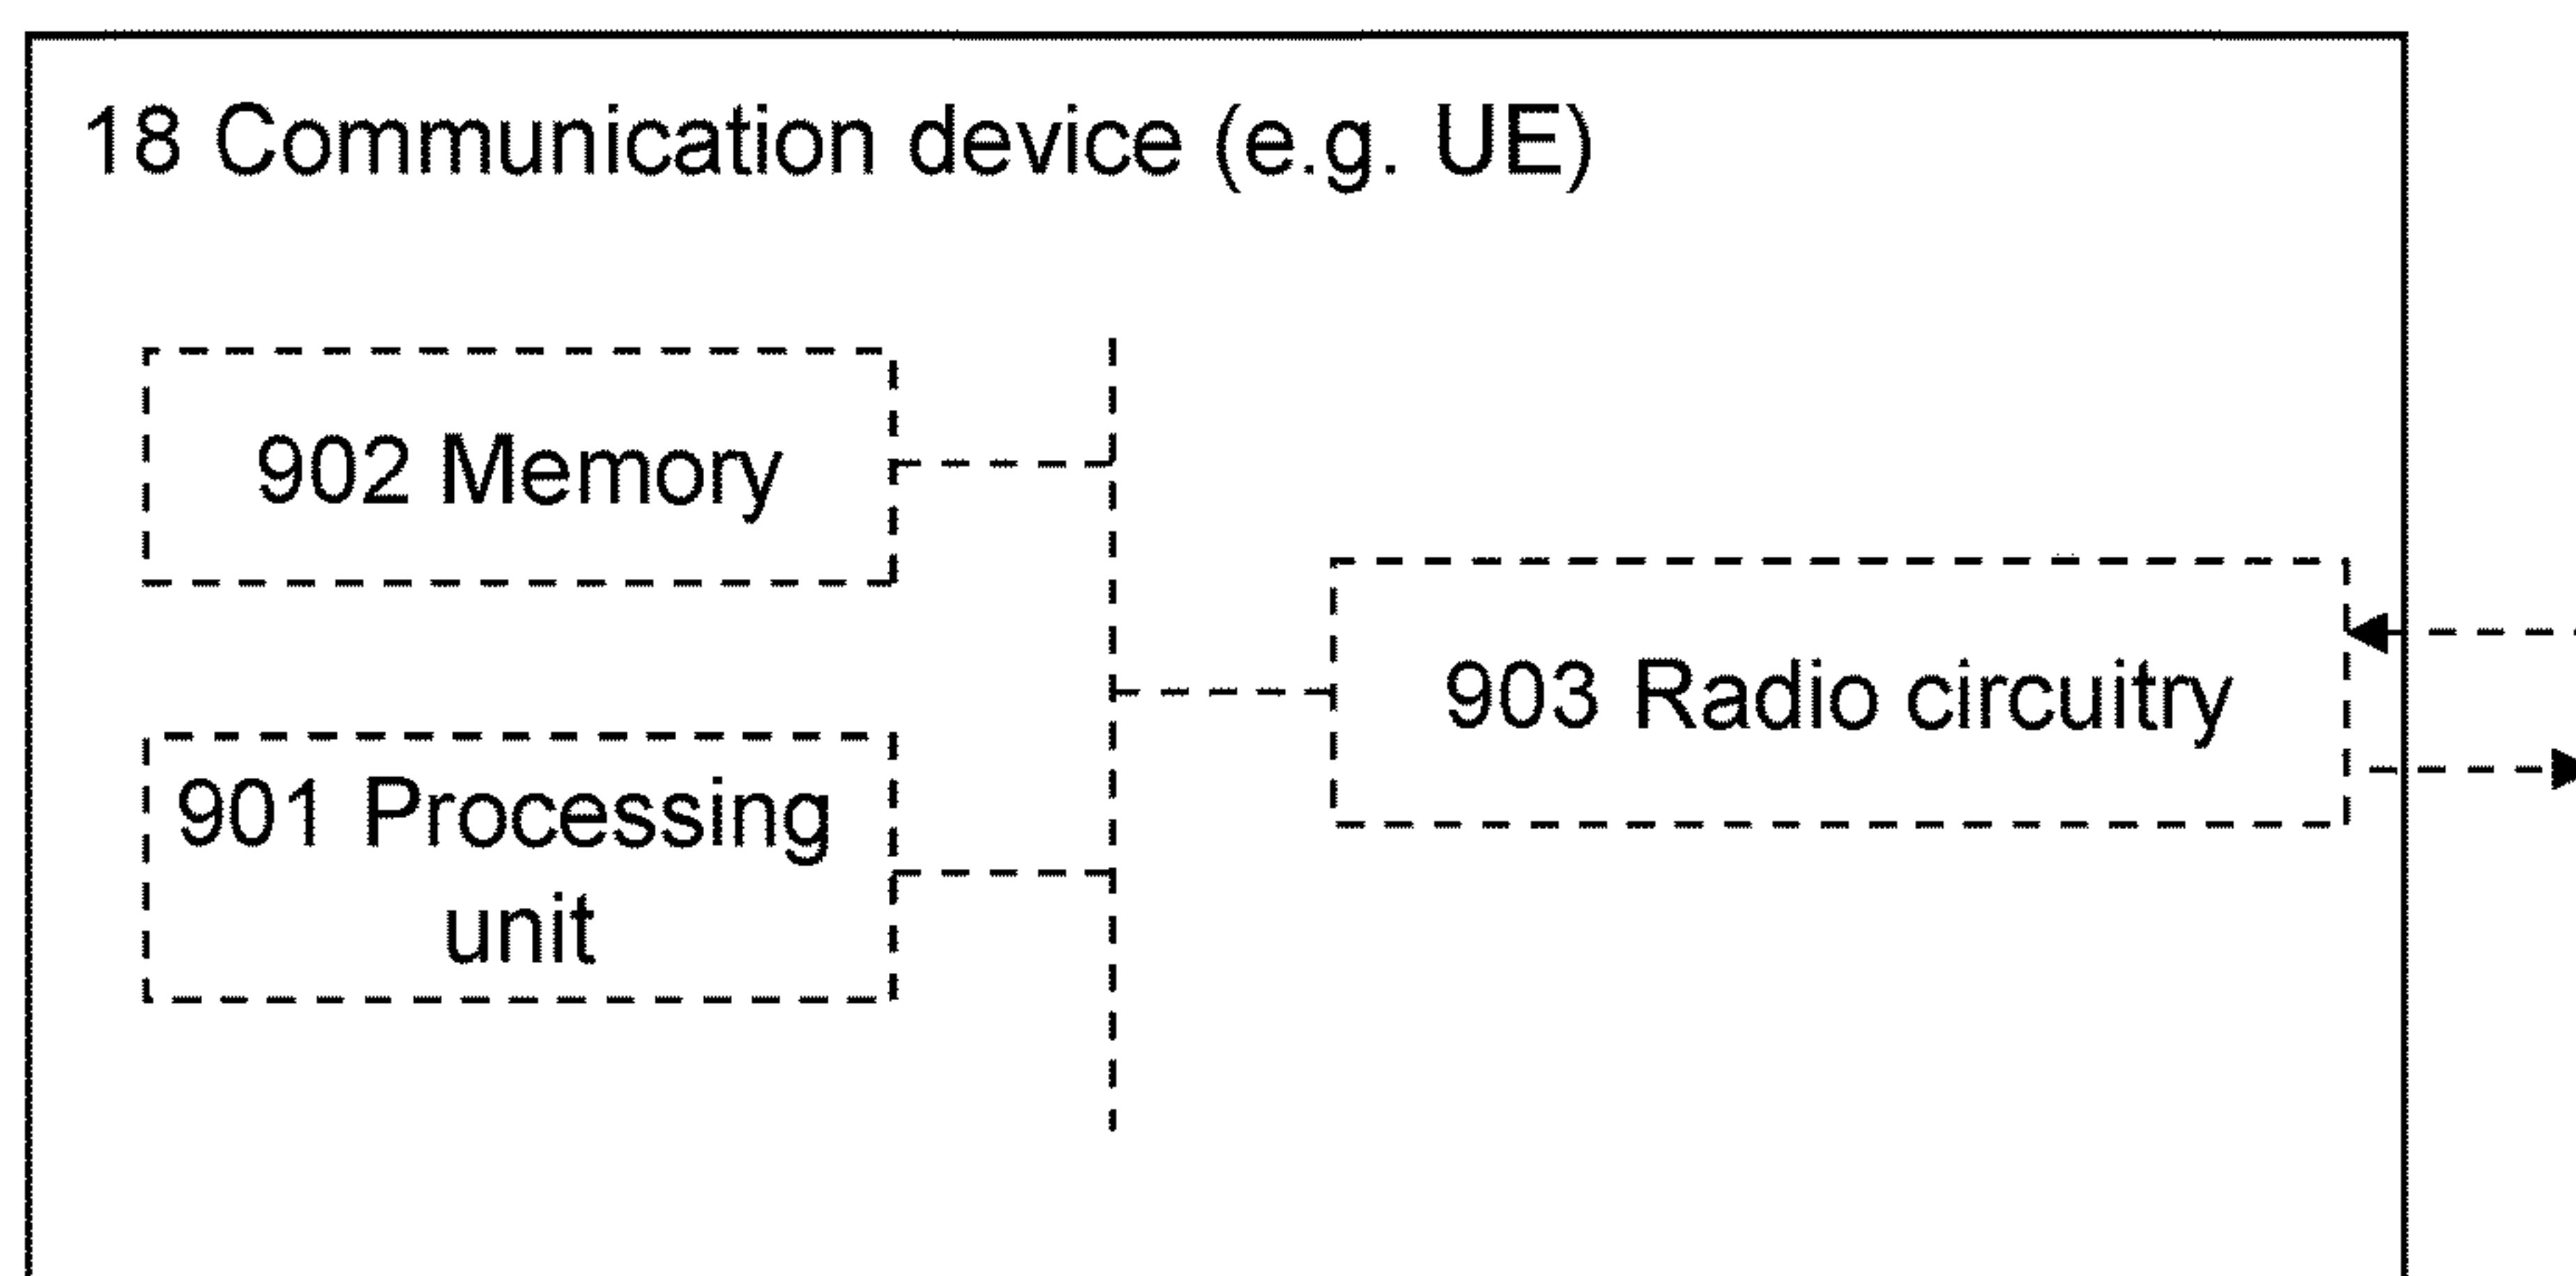 18 Communication device (e.g. UE)
902 Memory
901 Processing
unit
903 Radio circuitry